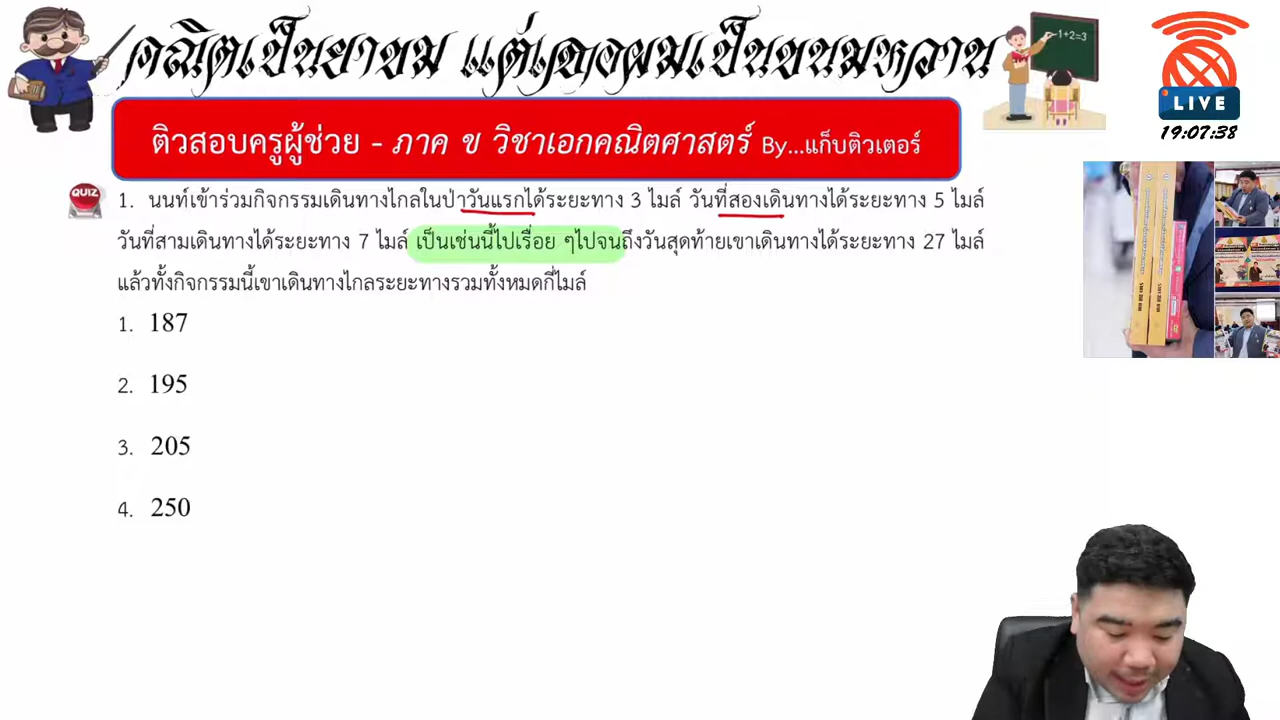 คณิตเป็นยาขม แต่เธอผมเป็นขนมหวาน
1+2=3
LIVE
19:07:38
ติวสอบครูผู้ช่วย - ภาค ข วิชาเอกคณิตศาสตร์ By...แก็บติวเตอร์
QUIZ
1. นนท์เข้าร่วมกิจกรรมเดินทางไกลในป่าวันแรกได้ระยะทาง 3 ไมล์ วันที่สองเดินทางได้ระยะทาง 5 ไมล์
วันที่สามเดินทางได้ระยะทาง 7 ไมล์ เป็นเช่นนี้ไปเรื่อย ๆไปจนถึงวันสุดท้ายเขาเดินทางได้ระยะทาง 27 ไมล์
แล้วทั้งกิจกรรมนี้เขาเดินทางไกลระยะทางรวมทั้งหมดกี่ไมล์
1. 187
2. 195
3. 205
4. 250